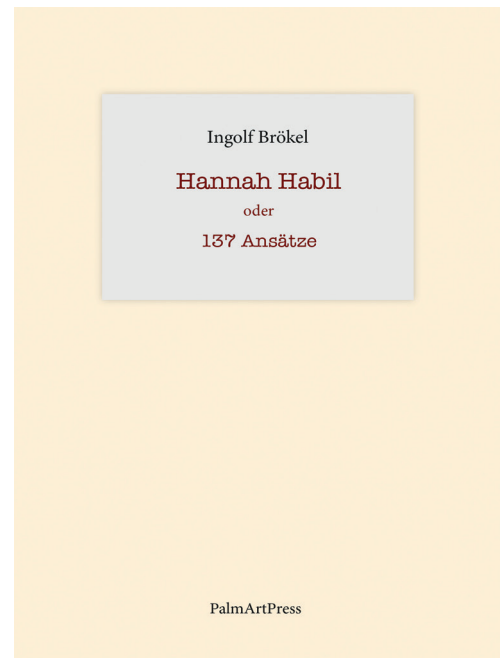 Ingolf Brökel
Hannah Habil
oder
137 Ansätze
PalmArtPress